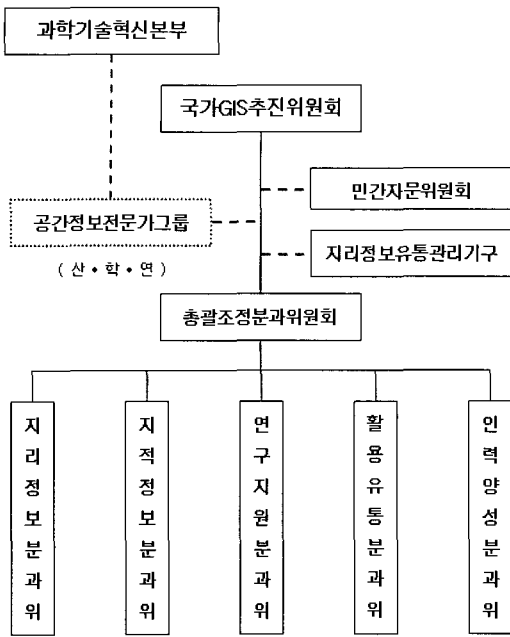 과학기술혁신본부
국가GIS추진위원회
민간자문위원회
공간정보전문가그룹
(산•학•연)
지리정보유통관리기구
총괄조정분과위원회
지리정보분과위
지적정보분과위
연구지원분과위
활용유통분과위
인력양성분과위